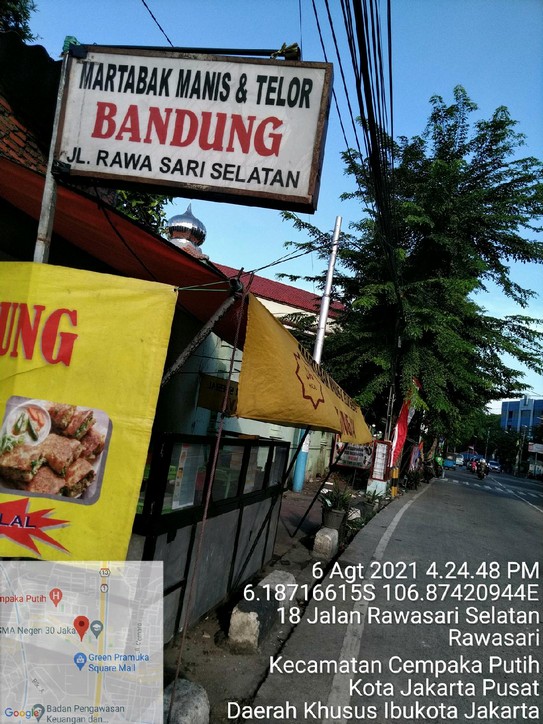 MARTABAK MANIS & TELOR
BANDUNG
JL. RAWA SARI SELATAN
UNG
LAL
6 Agt 2021 4.24.48 PM
6.18716615S 106.87420944E
18 Jalan Rawasari Selatan
Rawasari
Kecamatan Cempaka Putih
Kota Jakarta Pusat
Daerah Khusus Ibukota Jakarta
mpaka Putih
SMA Negeri 30 Jaka
Green Pramuka
Square Mall
Google
Badan Pengawasan
Keuangan dan...